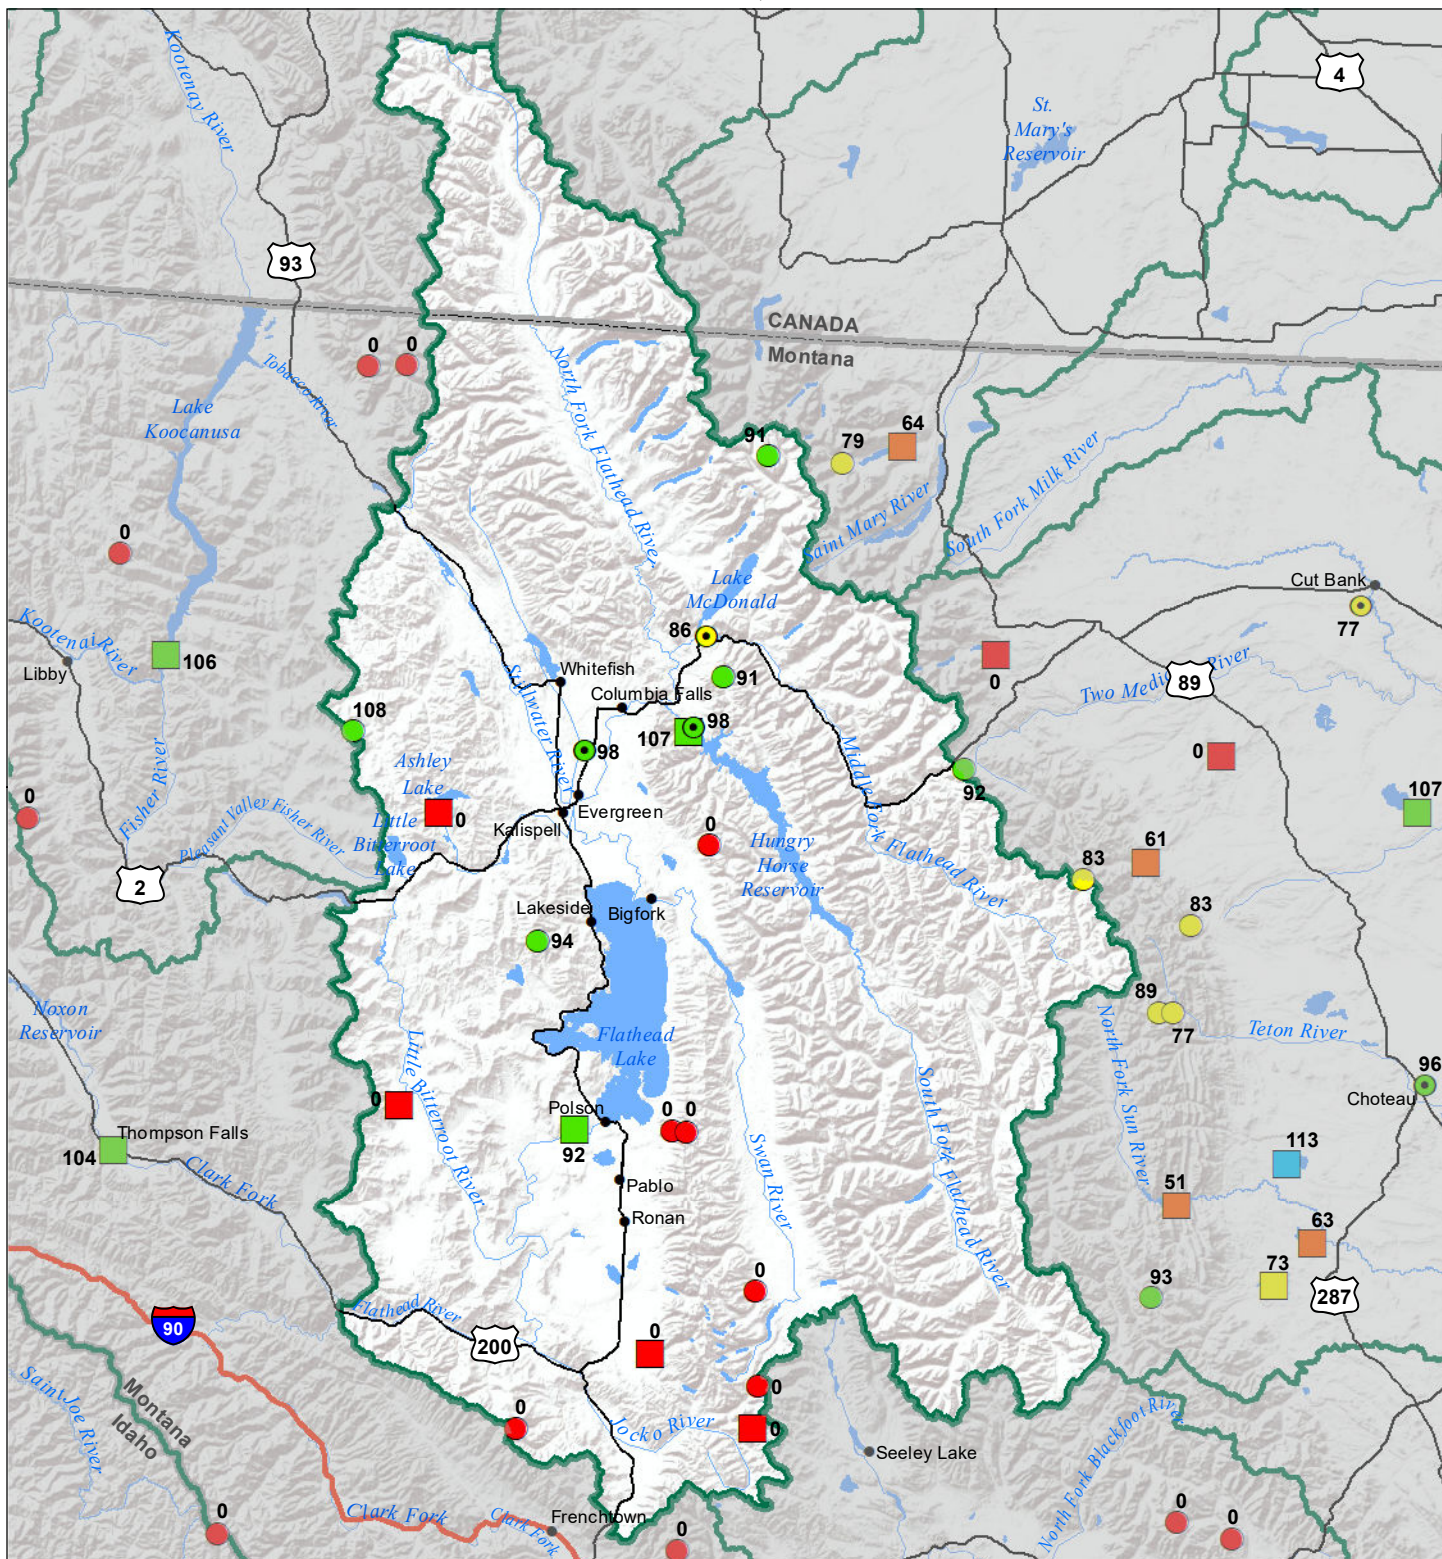 Kootenay River
4
St.
Mary's
Reservoir
93
CANADA
Montana
0
0
Tobacco River
North Fork Flathead River
Lake
Koocanusa
91
79
64
Saint Mary River
South Fork Milk River
0
Lake
McDonald
Cut Bank
77
Kootenai River
86
106
Libby
Whitefish
Columbia Falls
91
0
Two Medic
River
89
Stillwater River
108
98
107
98
Middle Fork Flathead River
92
0
Ashley
Lake
0
Fisher River
0
Pleasant Valley Fisher River
Little
Bitterroot
Lake
Evergreen
Kalispell
107
0
Hungry
Horse
Reservoir
61
83
2
Lakeside
Bigfork
94
83
Noxon
Reservoir
89
77
North Fork Sun River
Teton River
Flathead
Lake
Little Bitterroot River
South Fork Flathead River
96
Choteau
0
Polson
92
0
0
Swan River
Thompson Falls
104
Clark Fork
113
Pablo
51
Ronan
63
0
93
73
287
Flathead River
90
200
0
0
Montana
Idaho
Saint Joe River
0
Jocko River
0
Seeley Lake
North Fork Blackfoot River
0
Clark Fork
Clark Fork
Frenchtown
0
0
0